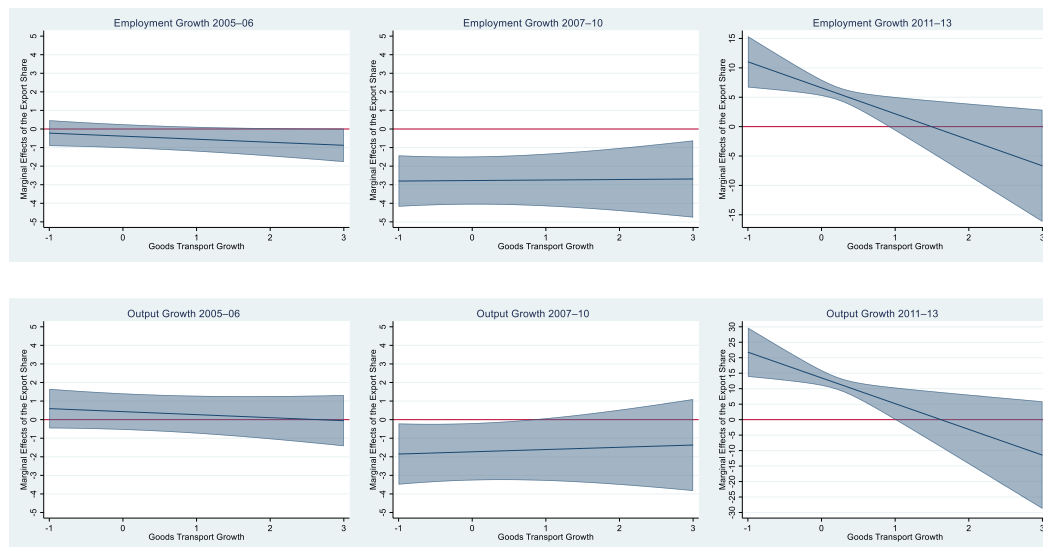 Employment Growth 2005–06
Marginal Effects of the Export Share
5
4
3
2
1
0
-1
-2
-3
-4
-5
-1 0 1 2 3
Goods Transport Growth
Employment Growth 2007–10
Marginal Effects of the Export Share
5
4
3
2
1
0
-1
-2
-3
-4
-5
-1 0 1 2 3
Goods Transport Growth
Employment Growth 2011–13
Marginal Effects of the Export Share
15
10
5
0
-5
-10
-15
-1 0 1 2 3
Goods Transport Growth
Output Growth 2005–06
Marginal Effects of the Export Share
5
4
3
2
1
0
-1
-2
-3
-4
-5
-1 0 1 2 3
Goods Transport Growth
Output Growth 2007–10
Marginal Effects of the Export Share
5
4
3
2
1
0
-1
-2
-3
-4
-5
-1 0 1 2 3
Goods Transport Growth
Output Growth 2011–13
Marginal Effects of the Export Share
30
25
20
15
10
5
0
-5
-10
-15
-20
-25
-30
-1 0 1 2 3
Goods Transport Growth